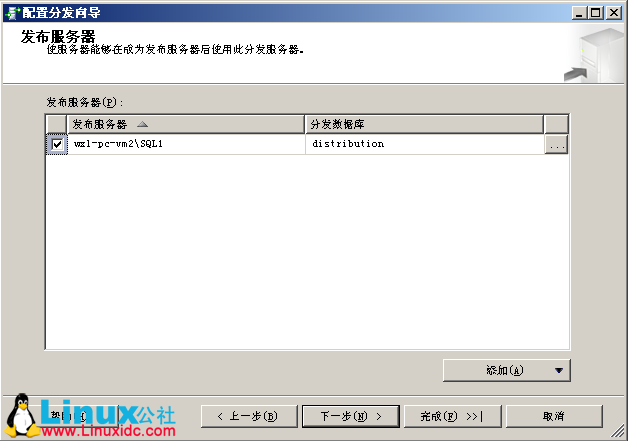 配置分发向导
发布服务器
使服务器能够在成为发布服务器后使用此分发服务器。
发布服务器(P):
发布服务器 分发数据库
wzl-pc-vm2\SQL1 distribution ...
添加(A)
< 上一步(B) 下一步(N) > 完成(F) >>| 取消
Linux公社
www.Linuxidc.com